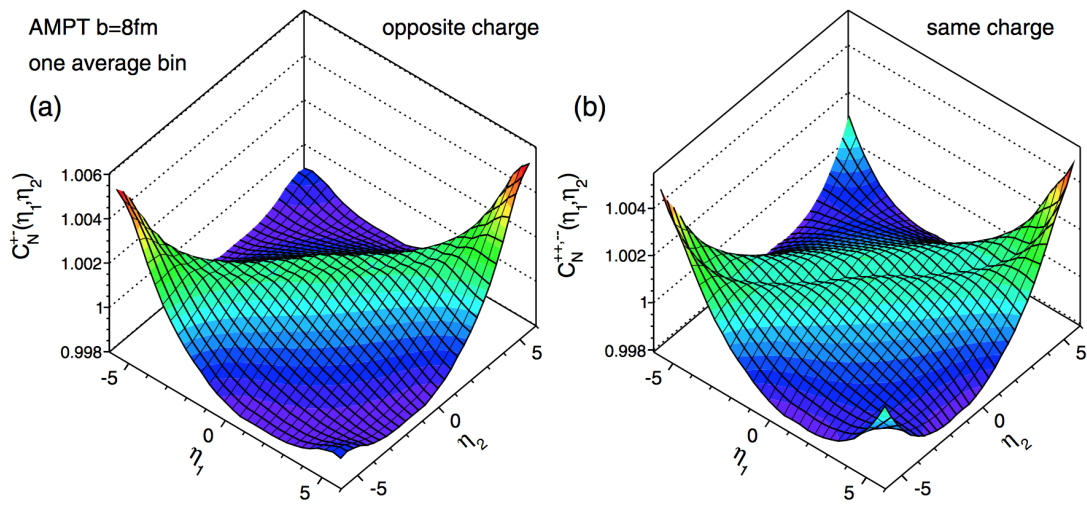 AMPT b=8fm
one average bin
opposite charge
(a)
C_N^{+-}(η₁,η₂)
1.006
1.004
1.002
1
0.998
-5
0
5
η₁
-5
0
5
η₂
same charge
(b)
C_N^{++,--}(η₁,η₂)
1.004
1.002
1
0.998
-5
0
5
η₁
-5
0
5
η₂